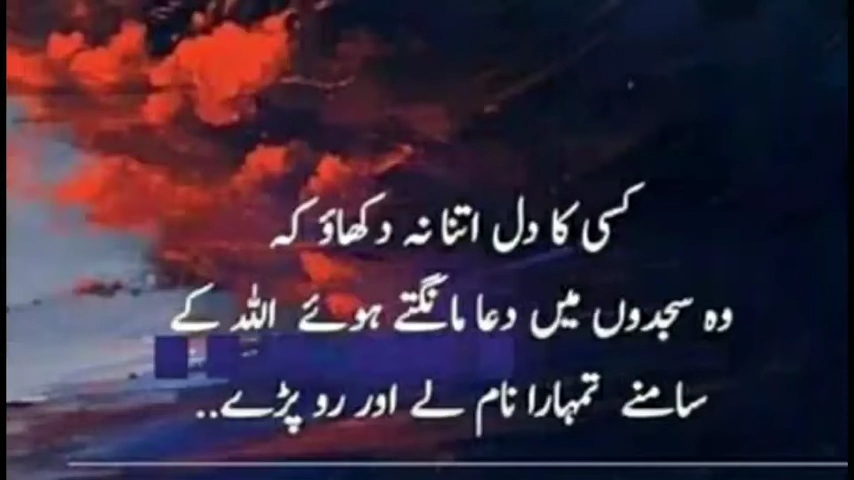 کسی کا دل اتنا نہ دکھاؤ کہ
وہ سجدوں میں دعا مانگتے ہوئے اللہ کے
سامنے تمہارا نام لے اور رو پڑے..